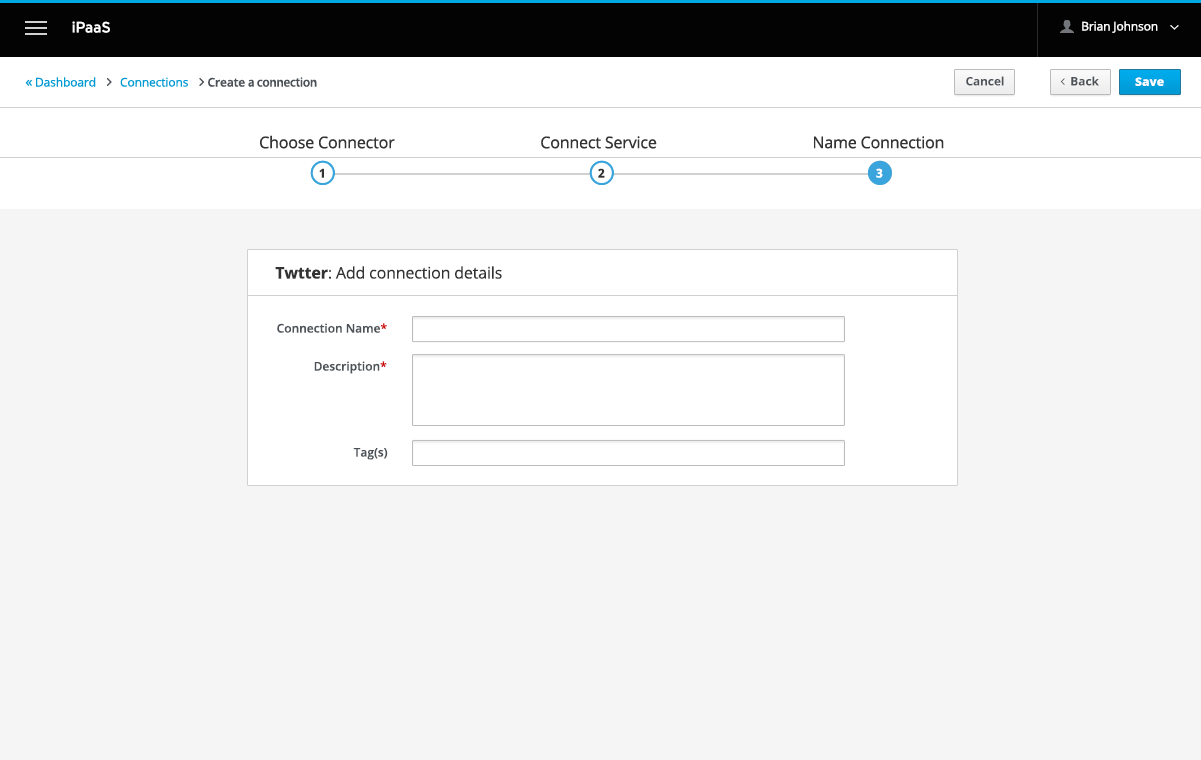 iPaaS
Brian Johnson
« Dashboard > Connections > Create a connection
Cancel
< Back
Save
Choose Connector
Connect Service
Name Connection
1
2
3
Twtter: Add connection details
Connection Name*
Description*
Tag(s)